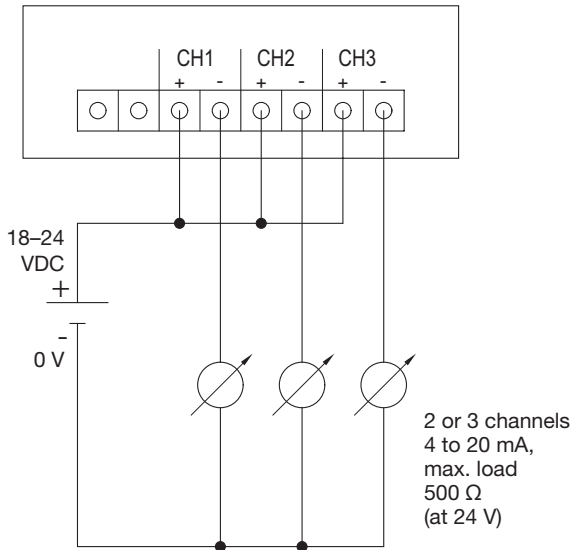 CH1 CH2 CH3
+ - + - + -
18–24
VDC
+
-
0 V
2 or 3 channels
4 to 20 mA,
max. load
500 Ω
(at 24 V)